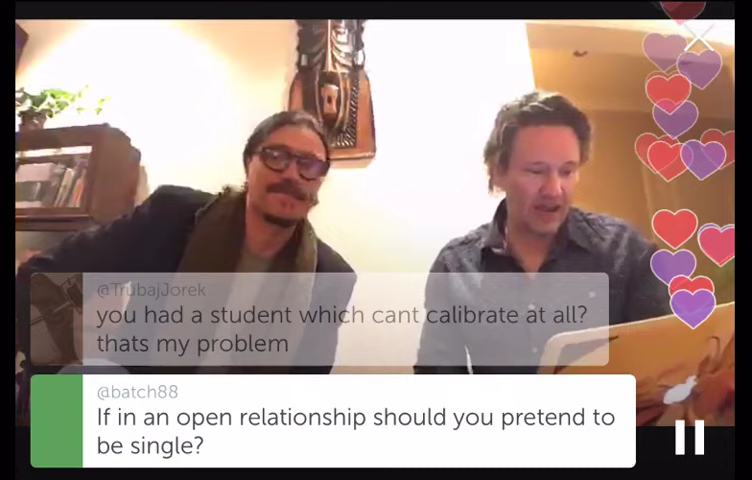 @TrubajJorek
you had a student which cant calibrate at all?
thats my problem
@batch88
If in an open relationship should you pretend to
be single?